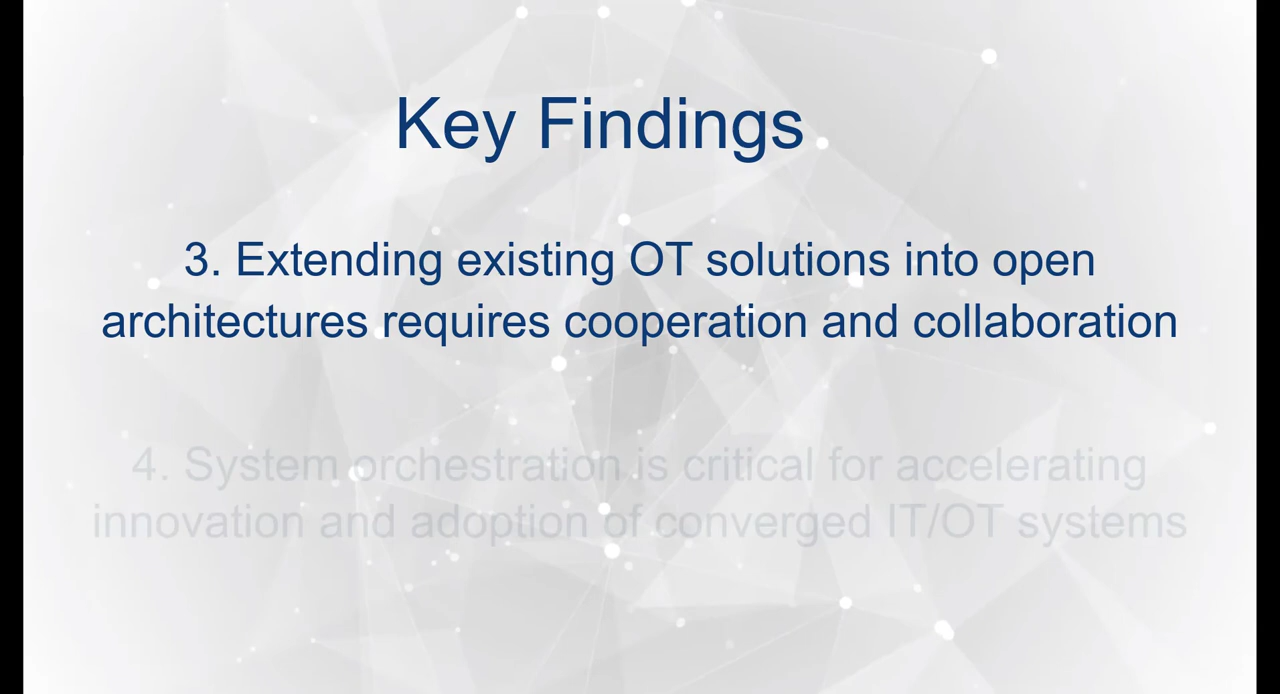 Key Findings
3. Extending existing OT solutions into open
architectures requires cooperation and collaboration
4. System orchestration is critical for accelerating
innovation and adoption of converged IT/OT systems